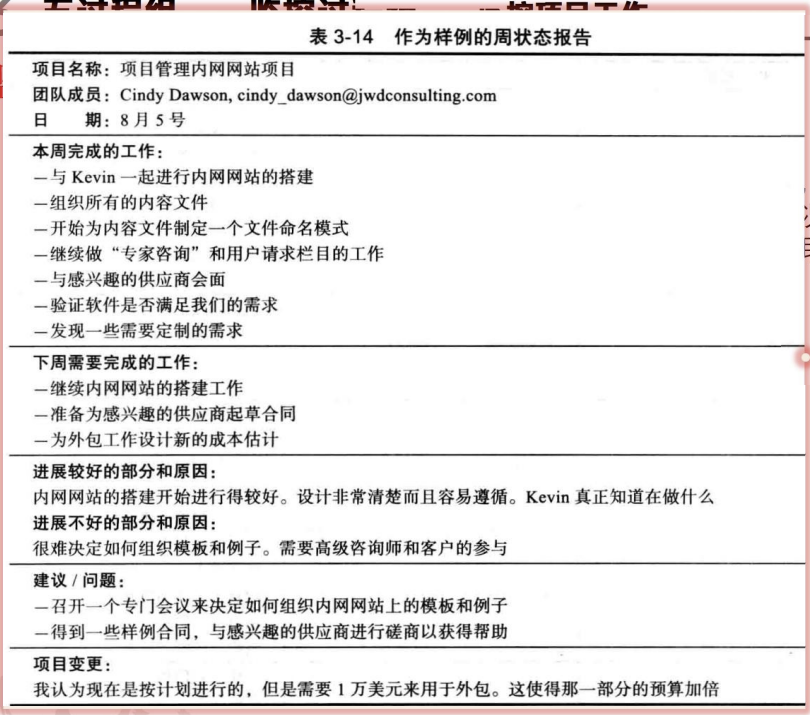 表 3-14 作为样例的周状态报告
项目名称：项目管理内网网站项目
团队成员：Cindy Dawson, cindy_dawson@jwdconsulting.com
日 期：8 月 5 号
本周完成的工作：
—与 Kevin 一起进行内网网站的搭建
—组织所有的内容文件
—开始为内容文件制定一个文件命名模式
—继续做“专家咨询”和用户请求栏目的工作
—与感兴趣的供应商会面
—验证软件是否满足我们的需求
—发现一些需要定制的需求
下周需要完成的工作：
—继续内网网站的搭建工作
—准备为感兴趣的供应商起草合同
—为外包工作设计新的成本估计
进展较好的部分和原因：
内网网站的搭建开始进行得较好。设计非常清楚而且容易遵循。Kevin 真正知道在做什么
进展不好的部分和原因：
很难决定如何组织模板和例子。需要高级咨询师和客户的参与
建议 / 问题：
—召开一个专门会议来决定如何组织内网网站上的模板和例子
—得到一些样例合同，与感兴趣的供应商进行磋商以获得帮助
项目变更：
我认为现在是按计划进行的，但是需要 1 万美元来用于外包。这使得那一部分的预算加倍